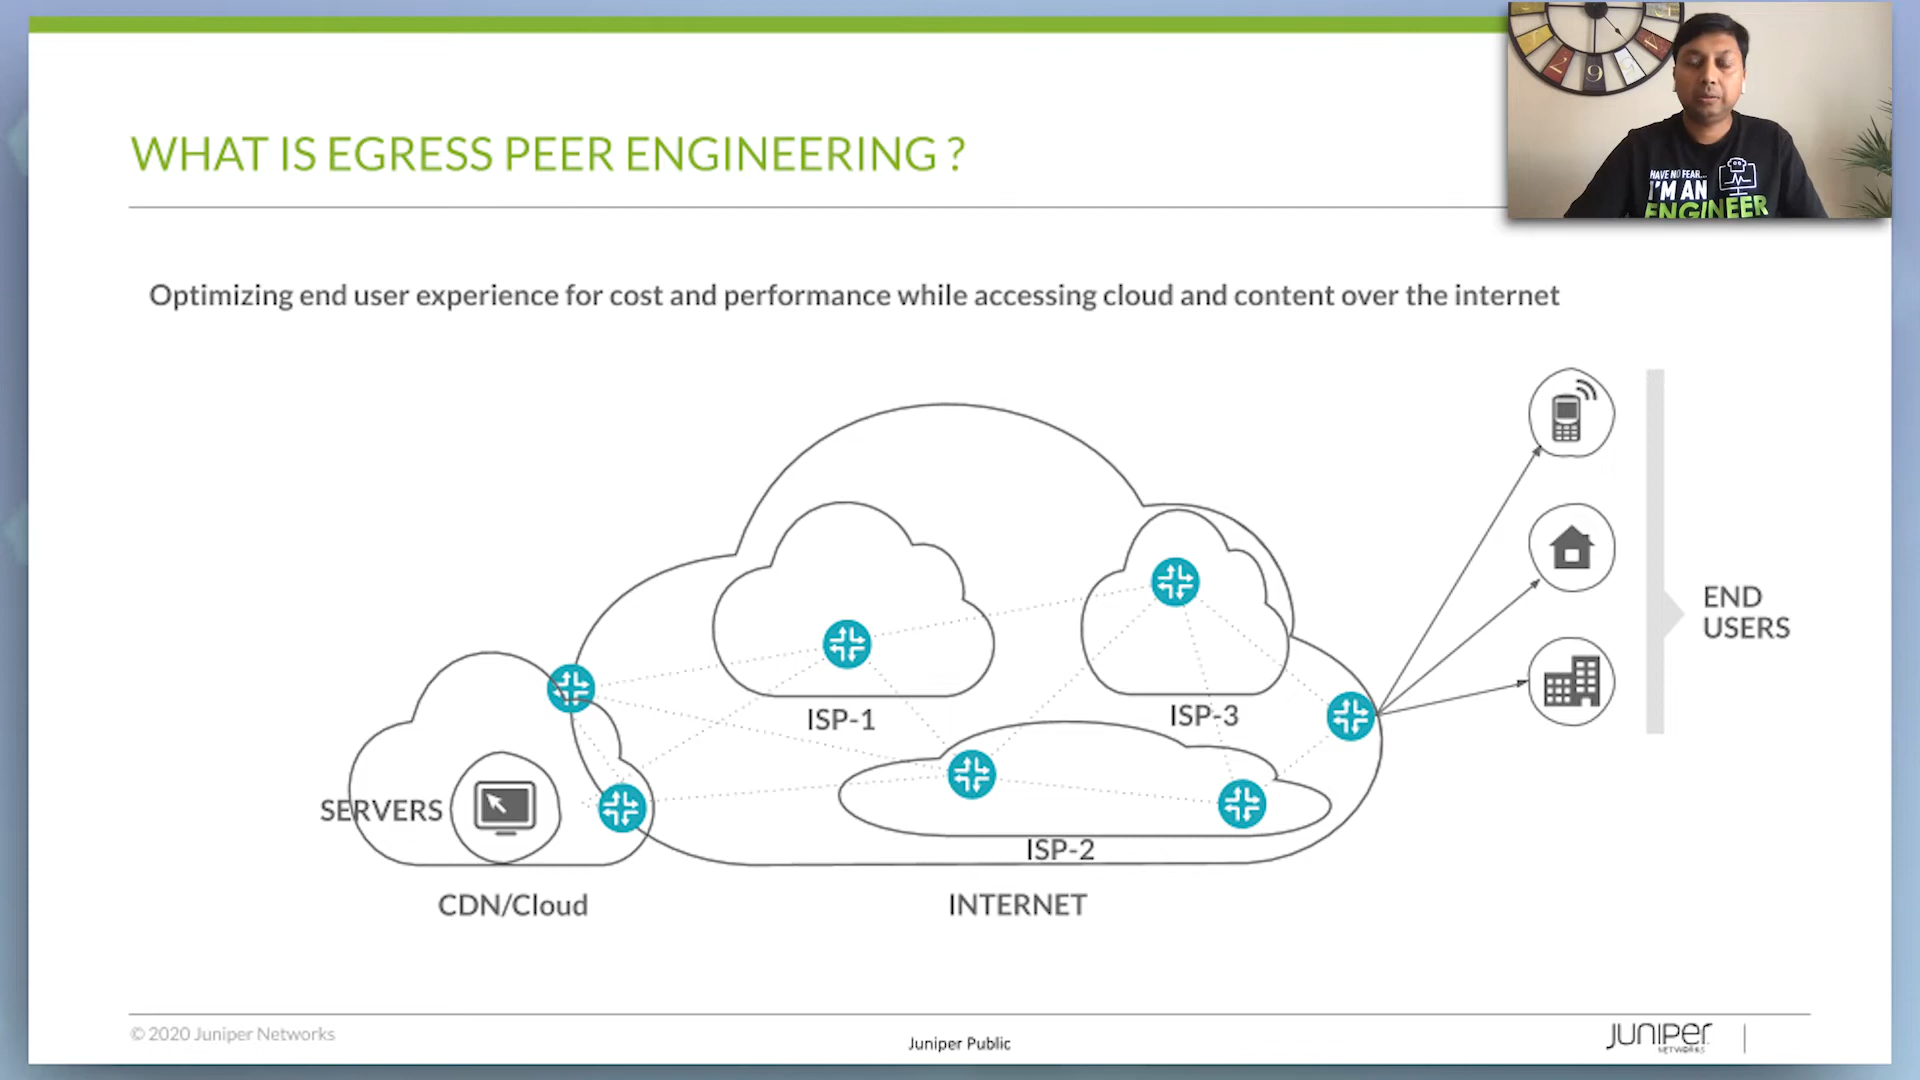 WHAT IS EGRESS PEER ENGINEERING ?
HAVE NO FEAR...
I'M AN
ENGINEER
Optimizing end user experience for cost and performance while accessing cloud and content over the internet
ISP-1
ISP-3
END
USERS
SERVERS
ISP-2
CDN/Cloud
INTERNET
© 2020 Juniper Networks
Juniper Public
JUNIPER
NETWORKS